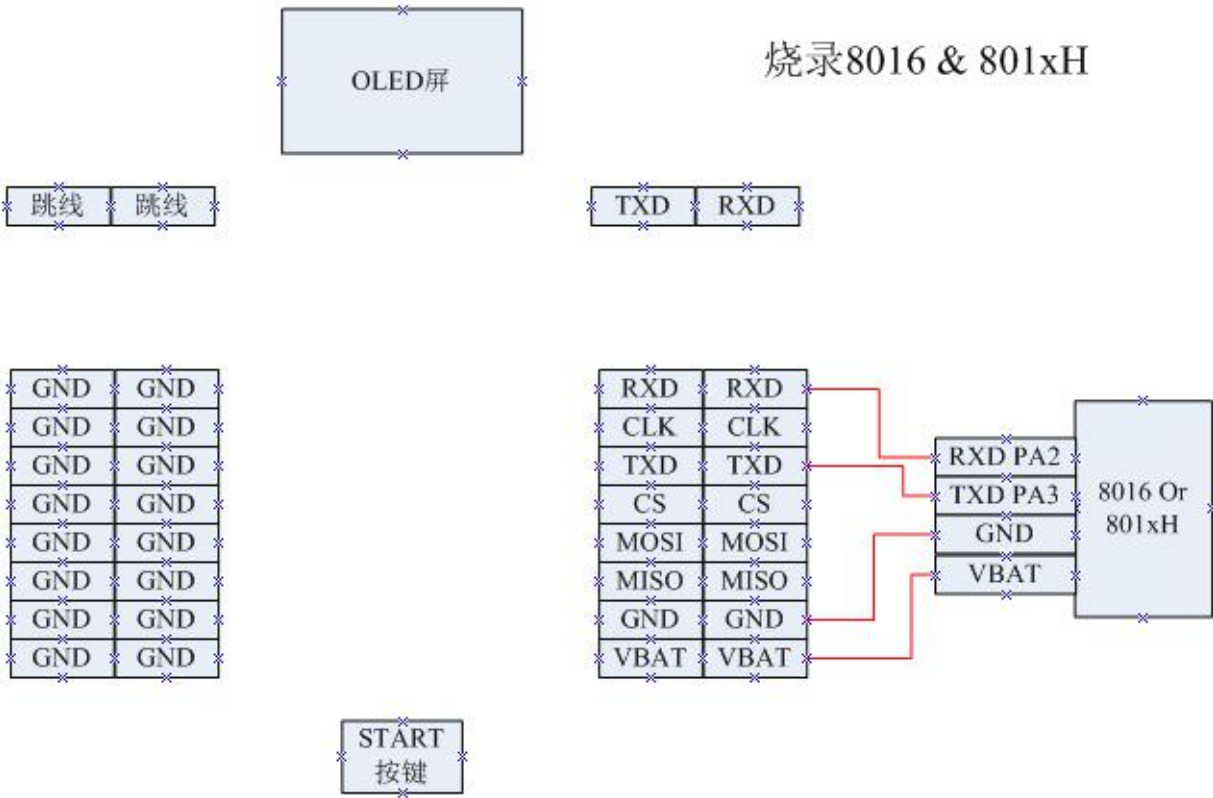 OLED屏
烧录8016 & 801xH
跳线 跳线
TXD RXD
GND GND
GND GND
GND GND
GND GND
GND GND
GND GND
GND GND
GND GND
RXD RXD
CLK CLK
TXD TXD
CS CS
MOSI MOSI
MISO MISO
GND GND
VBAT VBAT
RXD PA2
TXD PA3
GND
VBAT
8016 Or
801xH
START
按键